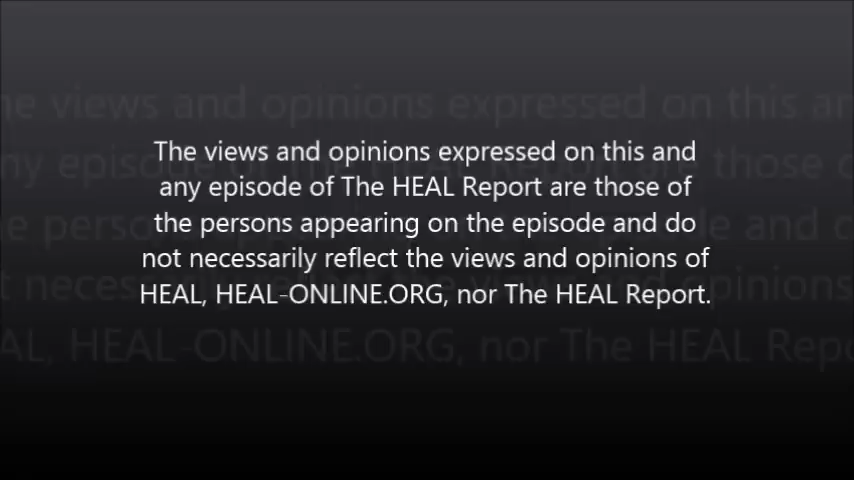 The views and opinions expressed on this and
any episode of The HEAL Report are those of
the persons appearing on the episode and do
not necessarily reflect the views and opinions of
HEAL, HEAL-ONLINE.ORG, nor The HEAL Report.